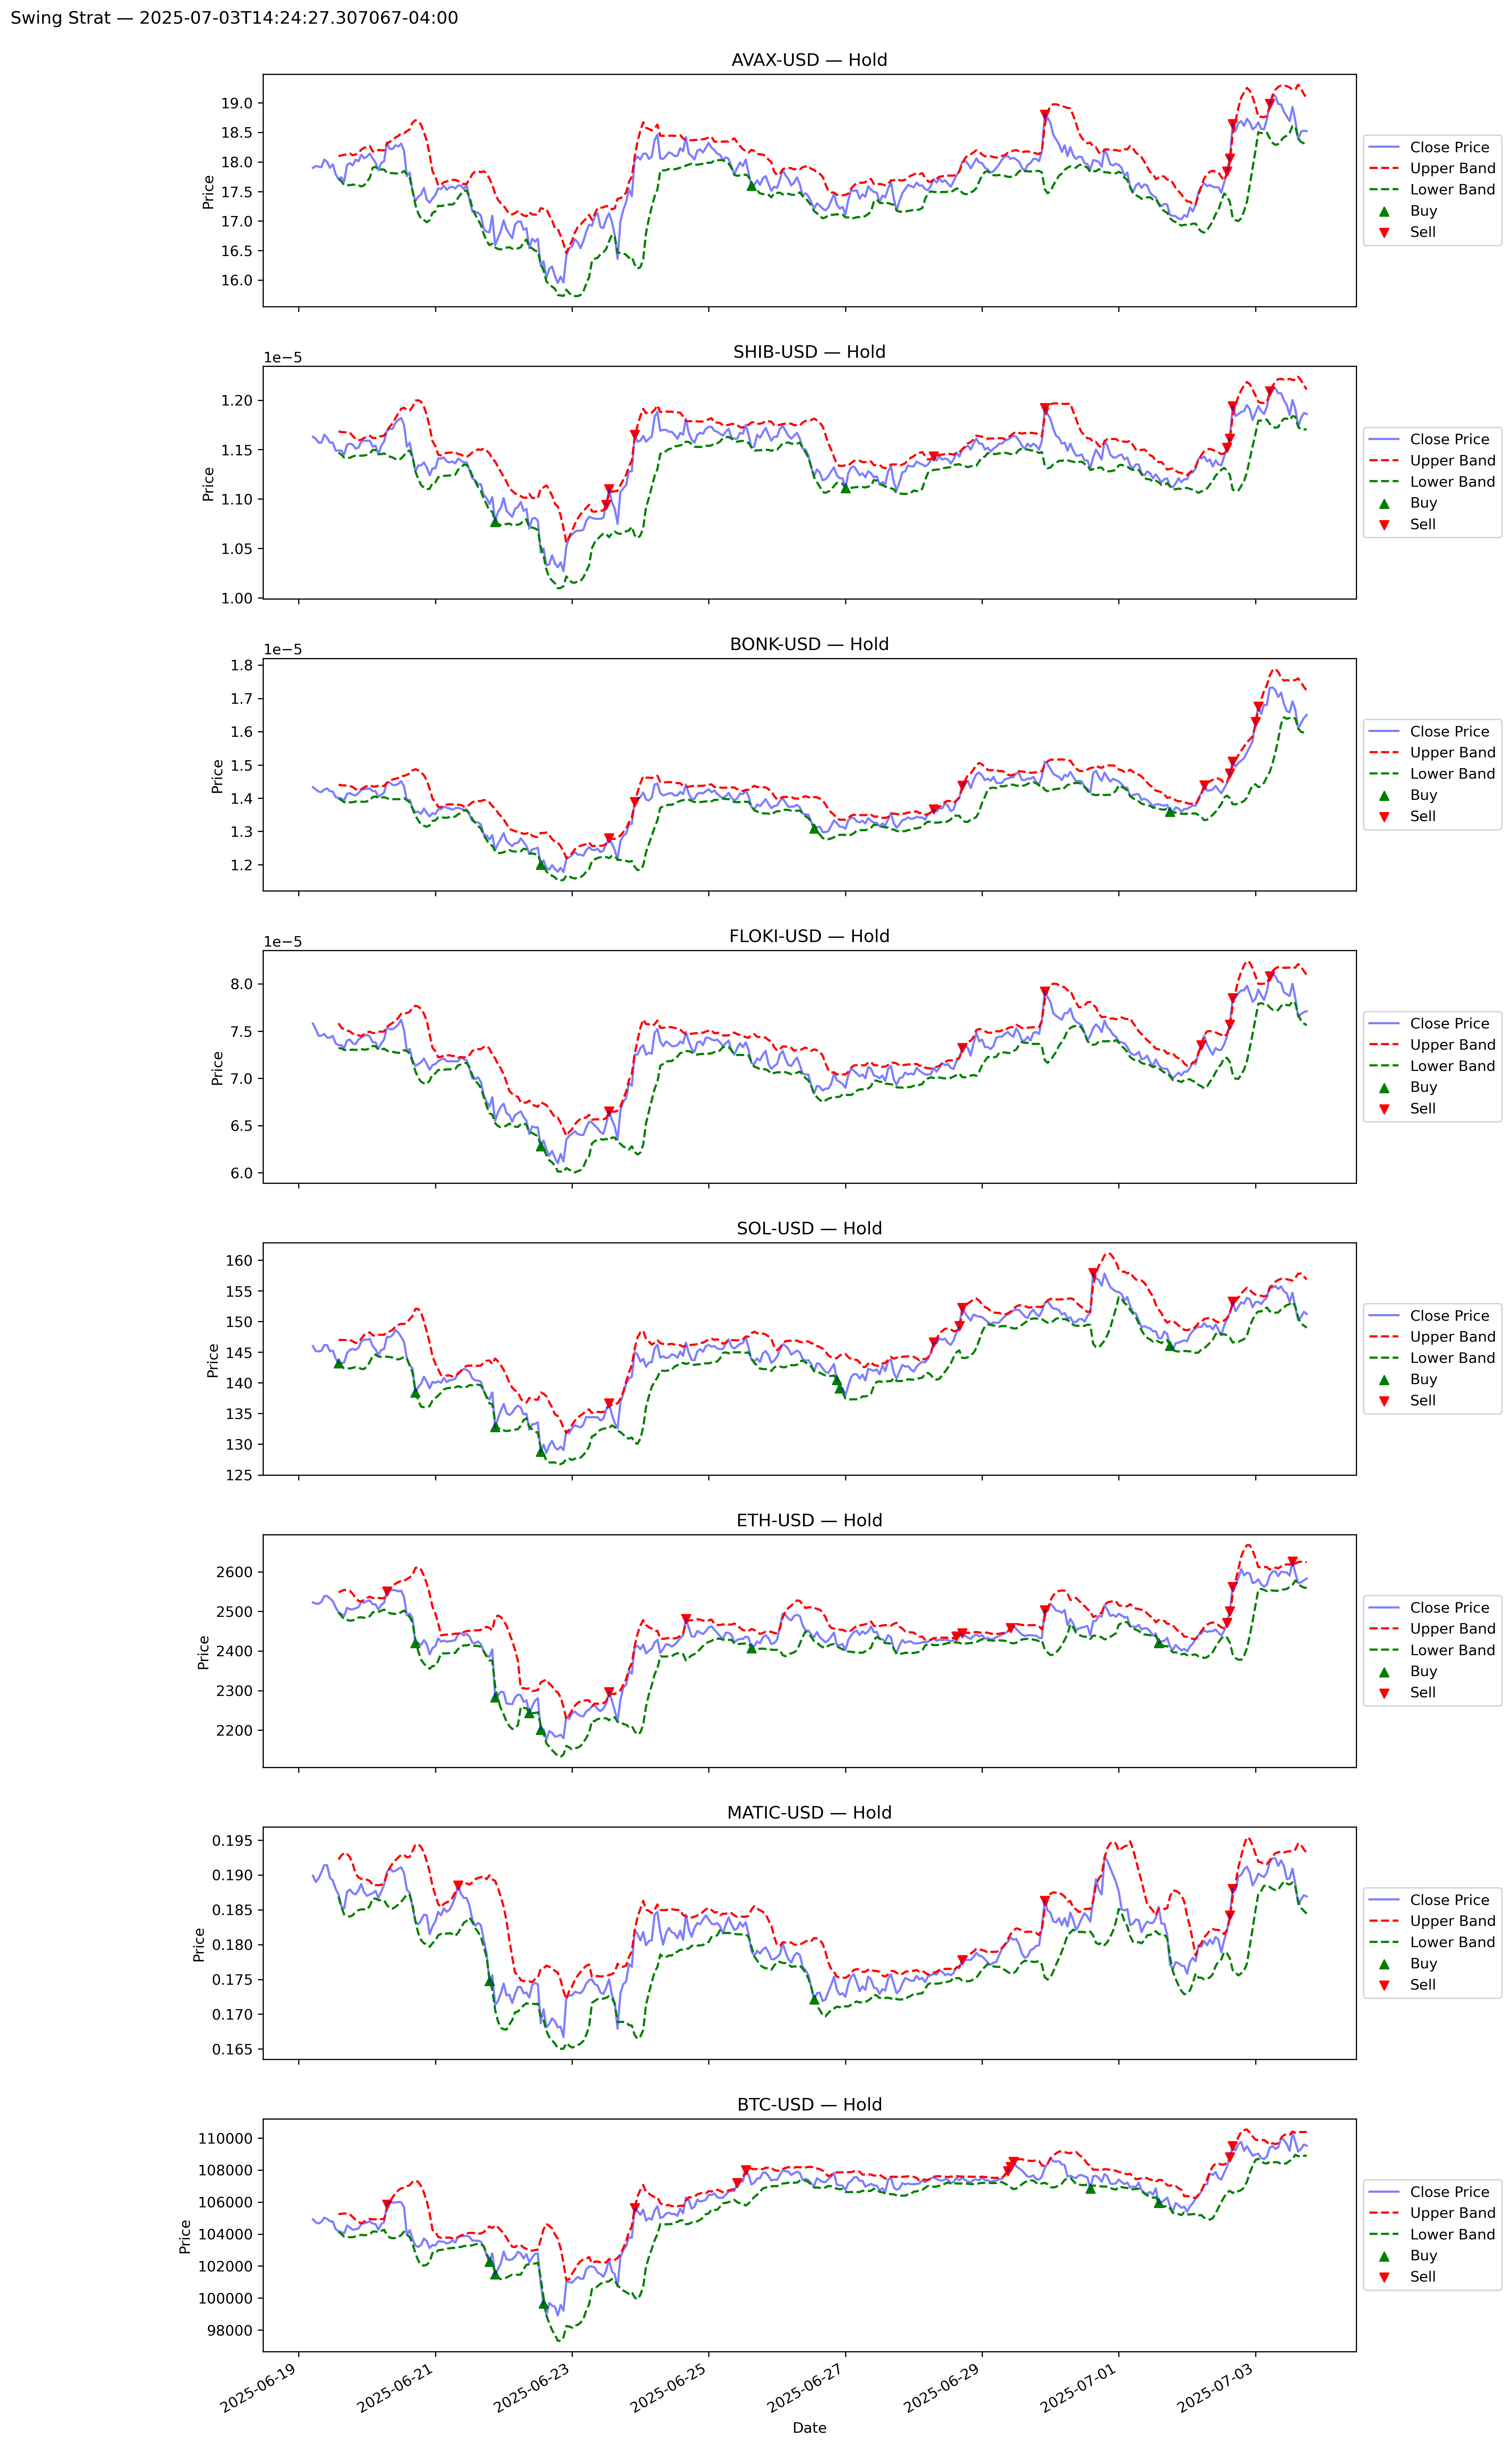 Swing Strat — 2025-07-03T14:24:27.307067-04:00
AVAX-USD — Hold
19.0
18.5
18.0
17.5
17.0
16.5
16.0
Price
Close Price
Upper Band
Lower Band
Buy
Sell
SHIB-USD — Hold
1e−5
1.20
1.15
1.10
1.05
1.00
Price
Close Price
Upper Band
Lower Band
Buy
Sell
BONK-USD — Hold
1e−5
1.8
1.7
1.6
1.5
1.4
1.3
1.2
Price
Close Price
Upper Band
Lower Band
Buy
Sell
FLOKI-USD — Hold
1e−5
8.0
7.5
7.0
6.5
6.0
Price
Close Price
Upper Band
Lower Band
Buy
Sell
SOL-USD — Hold
160
155
150
145
140
135
130
125
Price
Close Price
Upper Band
Lower Band
Buy
Sell
ETH-USD — Hold
2600
2500
2400
2300
2200
Price
Close Price
Upper Band
Lower Band
Buy
Sell
MATIC-USD — Hold
0.195
0.190
0.185
0.180
0.175
0.170
0.165
Price
Close Price
Upper Band
Lower Band
Buy
Sell
BTC-USD — Hold
110000
108000
106000
104000
102000
100000
98000
Price
Close Price
Upper Band
Lower Band
Buy
Sell
2025-06-19
2025-06-21
2025-06-23
2025-06-25
2025-06-27
2025-06-29
2025-07-01
2025-07-03
Date